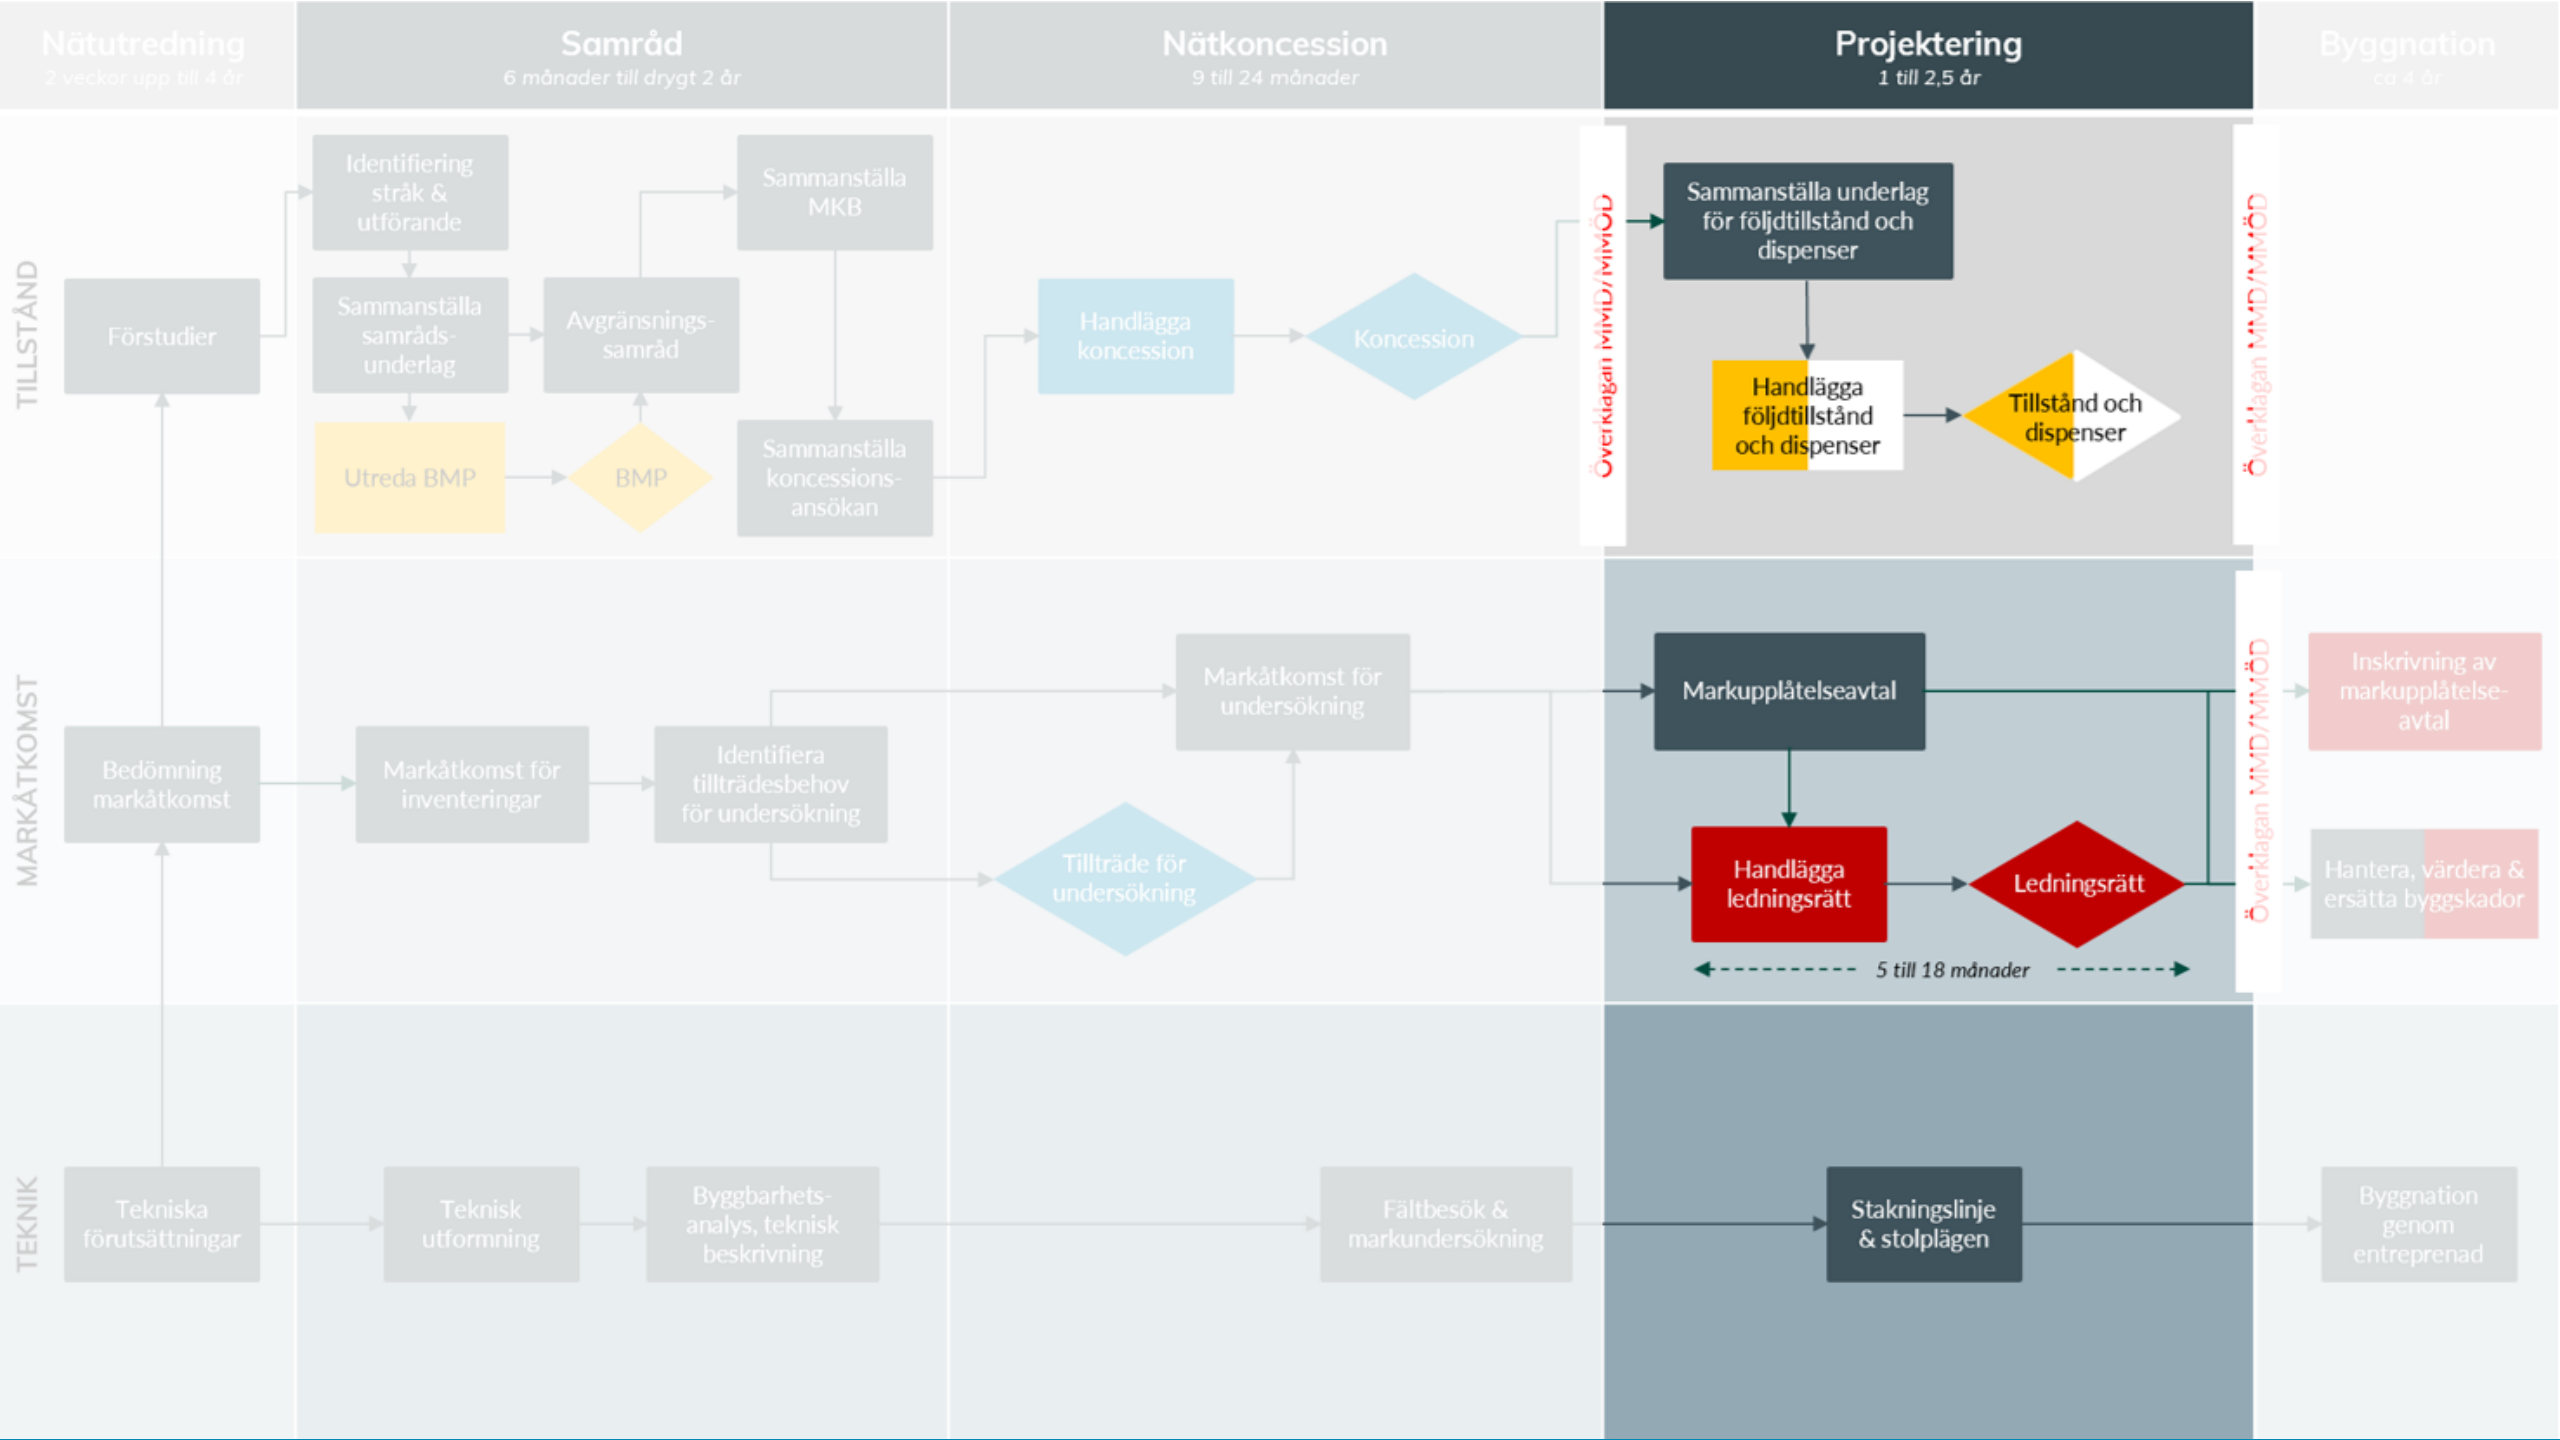 Nätutredning
2 veckor upp till 4 år
Samråd
6 månader till drygt 2 år
Nätkoncession
9 till 24 månader
Projektering
1 till 2,5 år
Byggnation
ca 4 år
TILLSTÅND
Förstudier
Identifiering
stråk &
utförande
Sammanställa
samråds-
underlag
Utreda BMP
Avgränsnings-
samråd
BMP
Sammanställa
MKB
Sammanställa
koncessions-
ansökan
Handlägga
koncession
Koncession
Överklagan MMD/MMÖD
Sammanställa underlag
för följdtillstånd och
dispenser
Handlägga
följdtillstånd
och dispenser
Tillstånd och
dispenser
Överklagan MMD/MMÖD
MARKÅTKOMST
Bedömning
markåtkomst
Markåtkomst för
inventeringar
Identifiera
tillträdesbehov
för undersökning
Markåtkomst för
undersökning
Tillträde för
undersökning
Markupplåtelseavtal
Handlägga
ledningsrätt
Ledningsrätt
5 till 18 månader
Överklagan MMD/MMÖD
Inskrivning av
markupplåtelse-
avtal
Hantera, värdera &
ersätta byggskador
TEKNIK
Tekniska
förutsättningar
Teknisk
utformning
Byggbarhets-
analys, teknisk
beskrivning
Fältbesök &
markundersökning
Stakningslinje
& stolplägen
Byggnation
genom
entreprenad